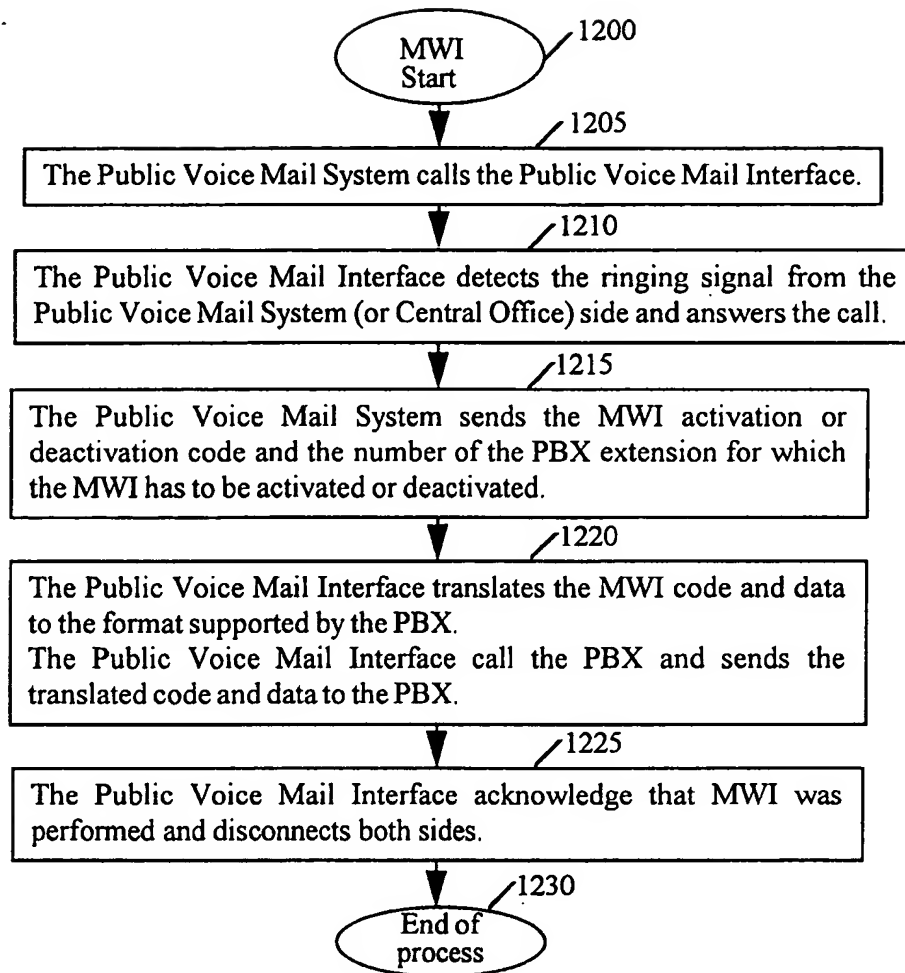 1200
MWI
Start
1205
The Public Voice Mail System calls the Public Voice Mail Interface.
1210
The Public Voice Mail Interface detects the ringing signal from the
Public Voice Mail System (or Central Office) side and answers the call.
1215
The Public Voice Mail System sends the MWI activation or
deactivation code and the number of the PBX extension for which
the MWI has to be activated or deactivated.
1220
The Public Voice Mail Interface translates the MWI code and data
to the format supported by the PBX.
The Public Voice Mail Interface call the PBX and sends the
translated code and data to the PBX.
1225
The Public Voice Mail Interface acknowledge that MWI was
performed and disconnects both sides.
1230
End of
process